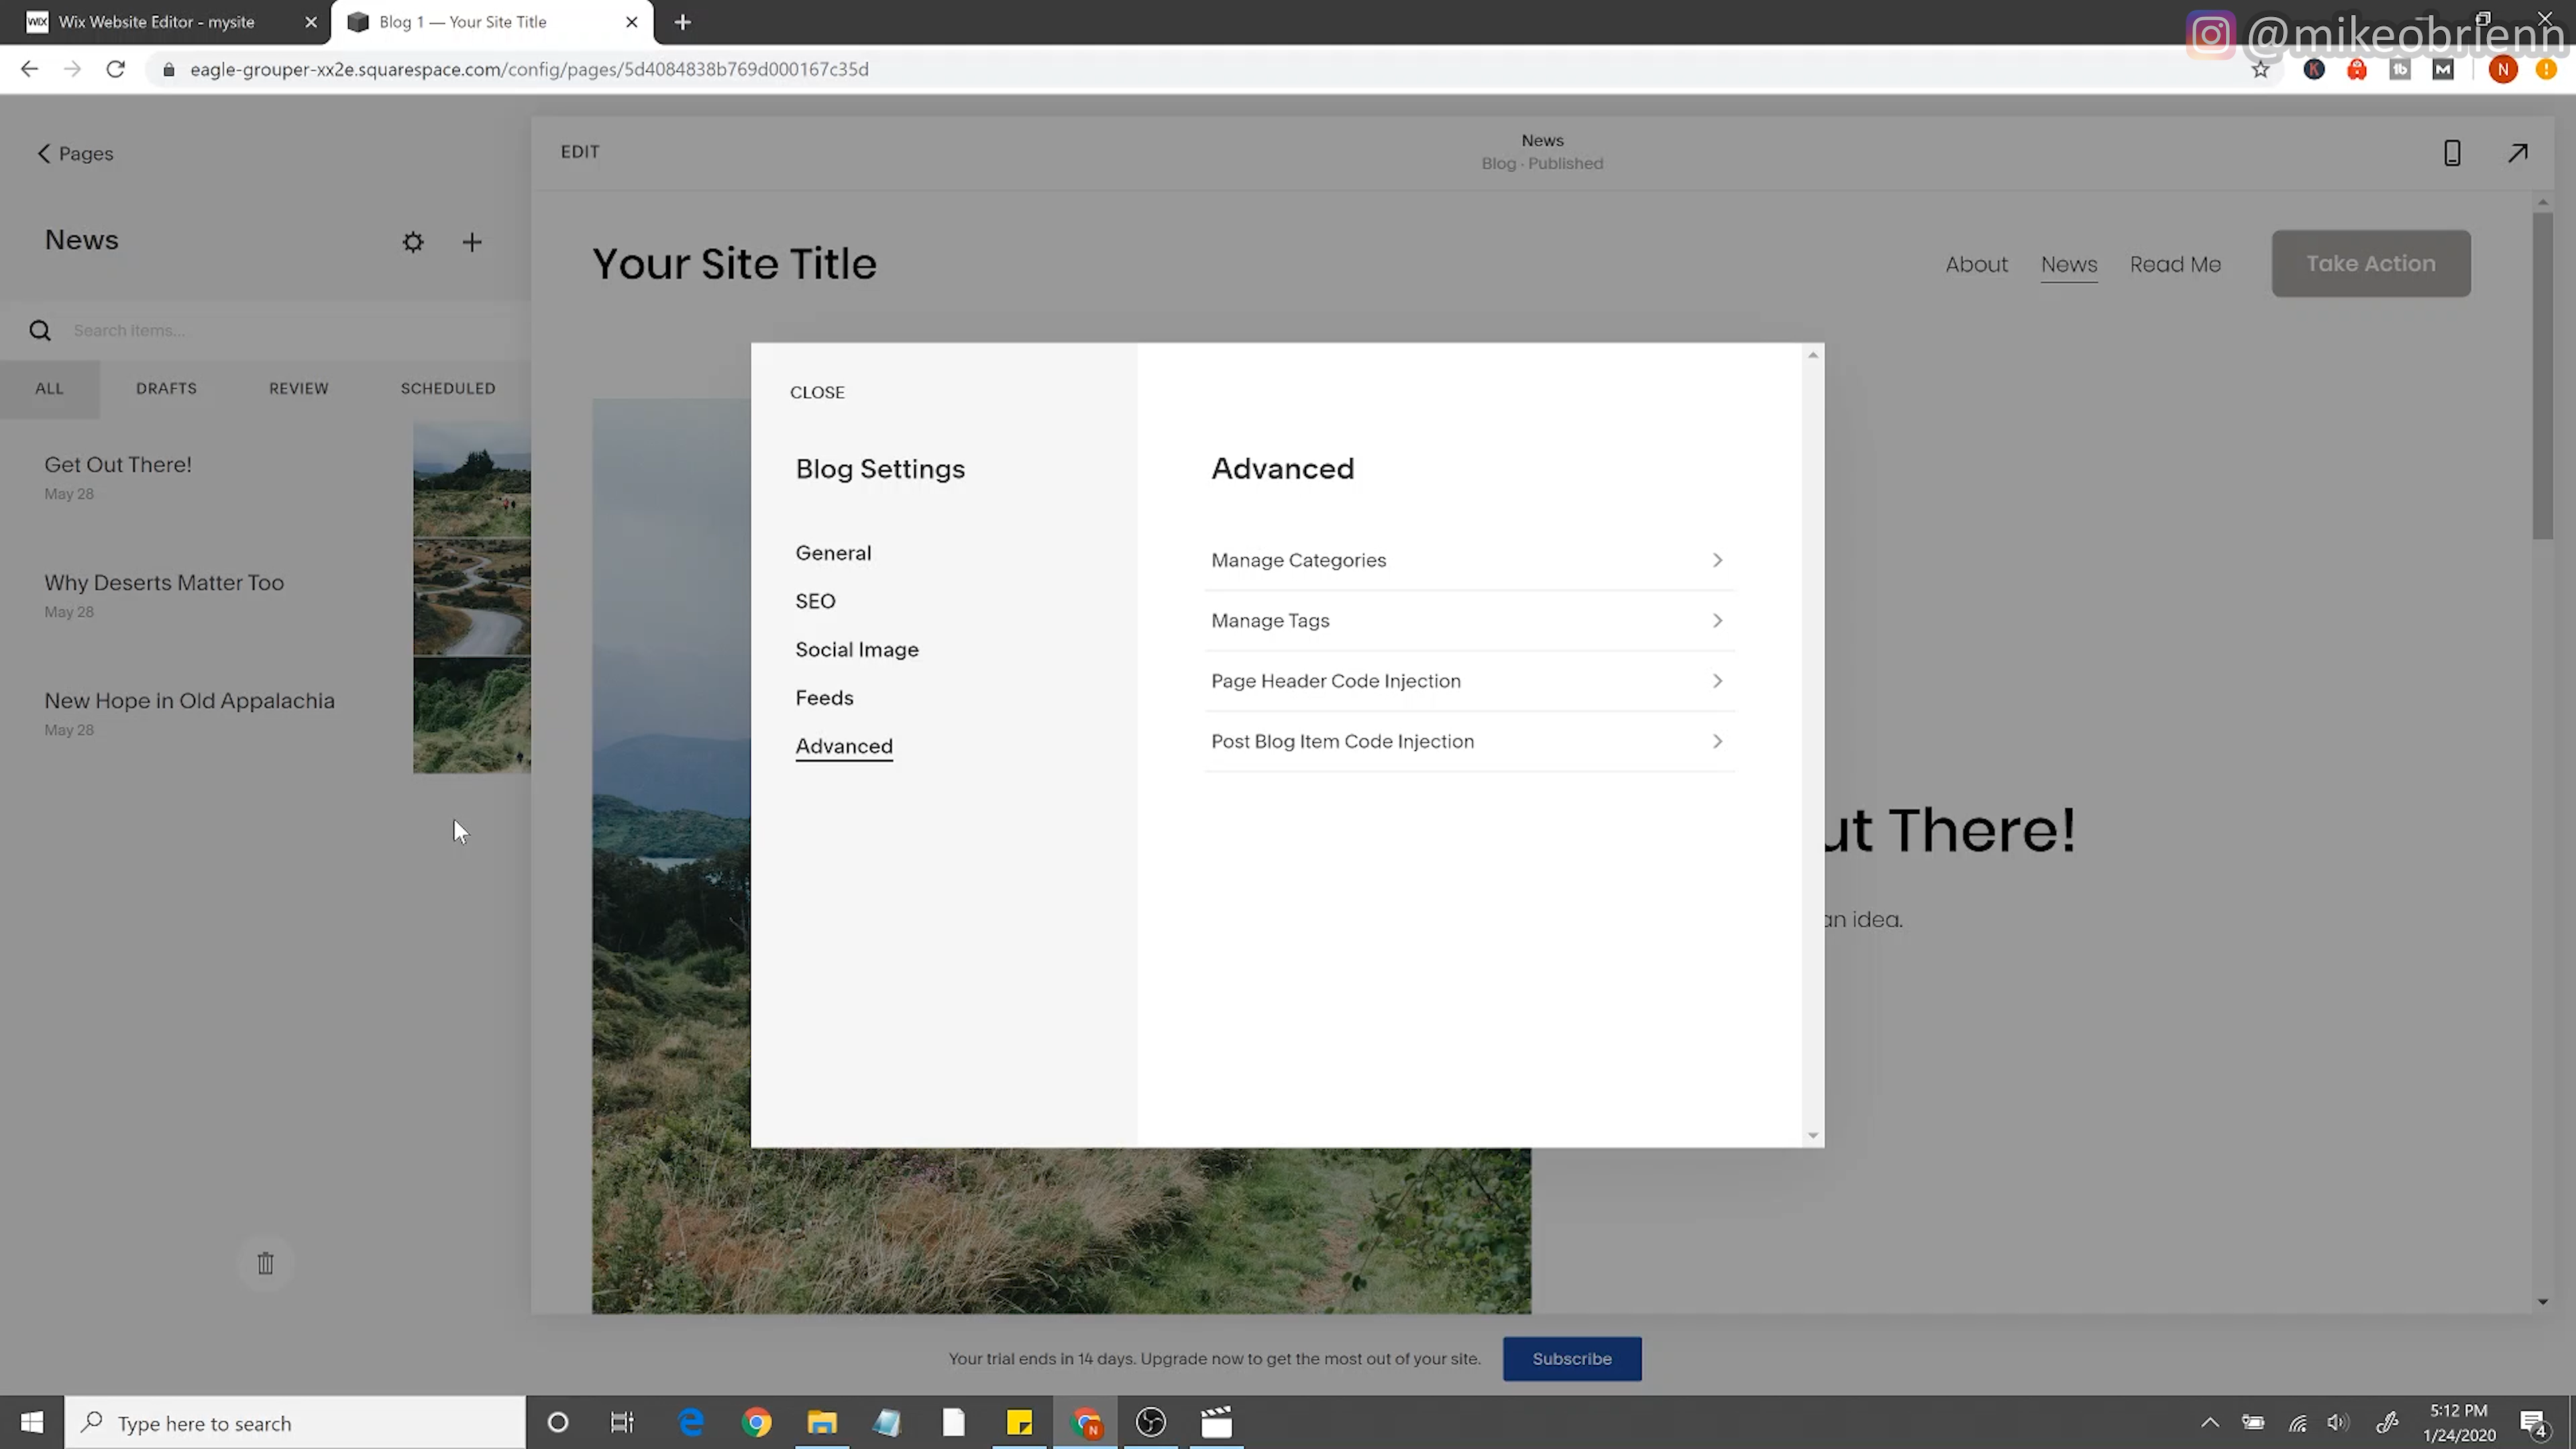 WIX Wix Website Editor - mysite
Blog 1 — Your Site Title
@mikeobrienn
eagle-grouper-xx2e.squarespace.com/config/pages/5d4084838b769d000167c35d
K
tb
M
N
Pages
EDIT
News
Blog · Published
News
Your Site Title
About
News
Read Me
Take Action
Search items...
ALL
DRAFTS
REVIEW
SCHEDULED
Get Out There!
May 28
Why Deserts Matter Too
May 28
New Hope in Old Appalachia
May 28
CLOSE
Blog Settings
General
SEO
Social Image
Feeds
Advanced
Advanced
Manage Categories
Manage Tags
Page Header Code Injection
Post Blog Item Code Injection
ut There!
an idea.
Your trial ends in 14 days. Upgrade now to get the most out of your site.
Subscribe
Type here to search
N
5:12 PM
1/24/2020
4